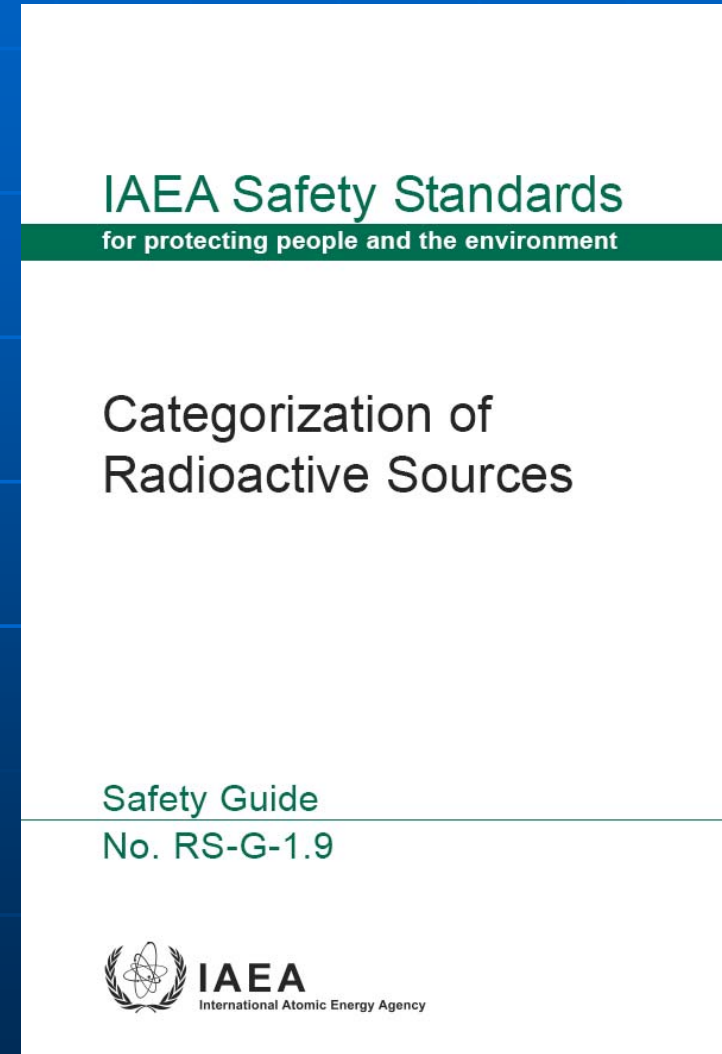 IAEA Safety Standards
for protecting people and the environment
Categorization of
Radioactive Sources
Safety Guide
No. RS-G-1.9
IAEA
International Atomic Energy Agency